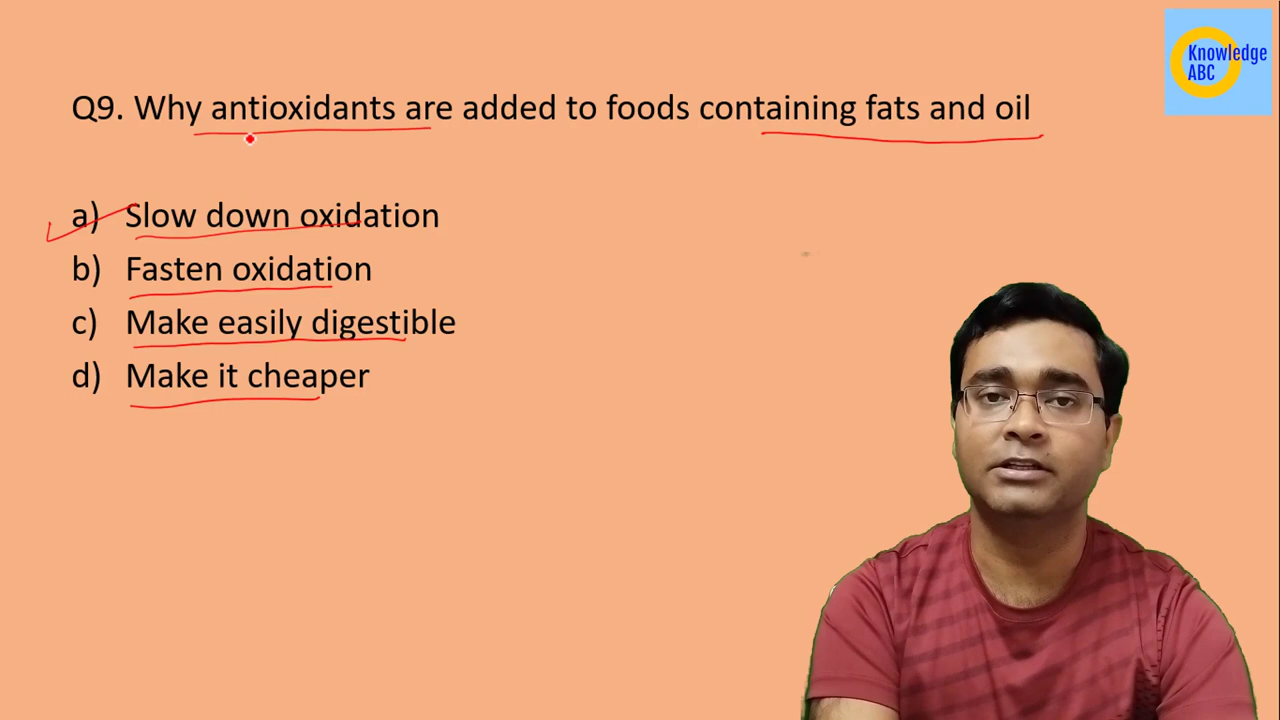 Knowledge
ABC
Q9. Why antioxidants are added to foods containing fats and oil
a) Slow down oxidation
b) Fasten oxidation
c) Make easily digestible
d) Make it cheaper